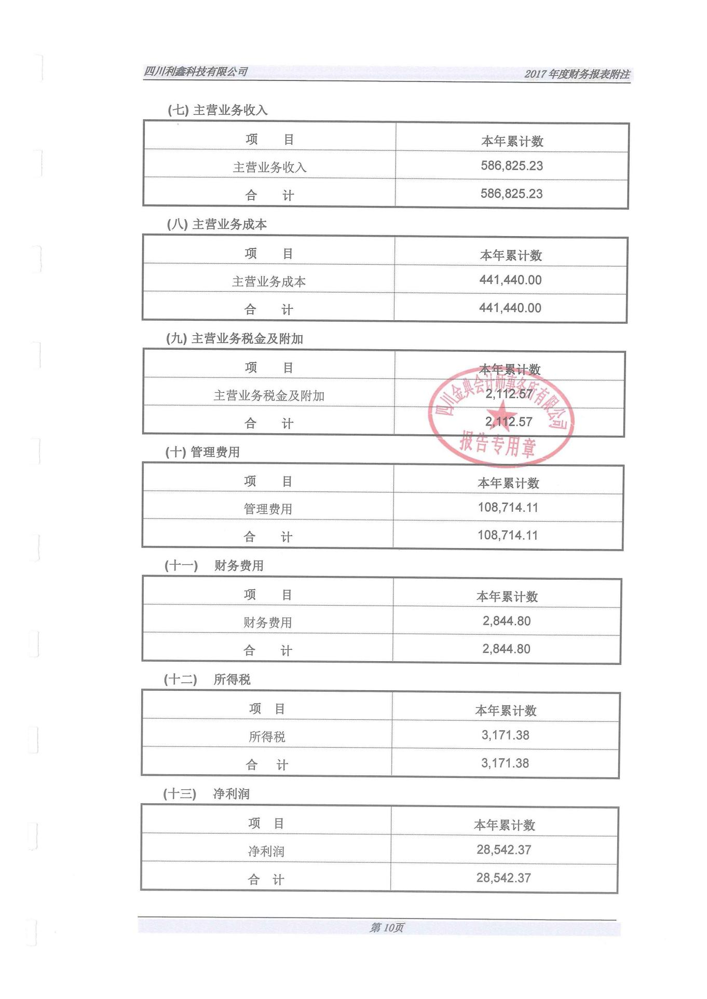 四川利鑫科技有限公司 2017年度财务报表附注
(七) 主营业务收入
项 目 本年累计数
主营业务收入 586,825.23
合 计 586,825.23
(八) 主营业务成本
项 目 本年累计数
主营业务成本 441,440.00
合 计 441,440.00
(九) 主营业务税金及附加
项 目 本年累计数
主营业务税金及附加 2,112.57
合 计 2,112.57
四川金典会计师事务所有限公司
报告专用章
(十) 管理费用
项 目 本年累计数
管理费用 108,714.11
合 计 108,714.11
(十一) 财务费用
项 目 本年累计数
财务费用 2,844.80
合 计 2,844.80
(十二) 所得税
项 目 本年累计数
所得税 3,171.38
合 计 3,171.38
(十三) 净利润
项 目 本年累计数
净利润 28,542.37
合 计 28,542.37
第 10页